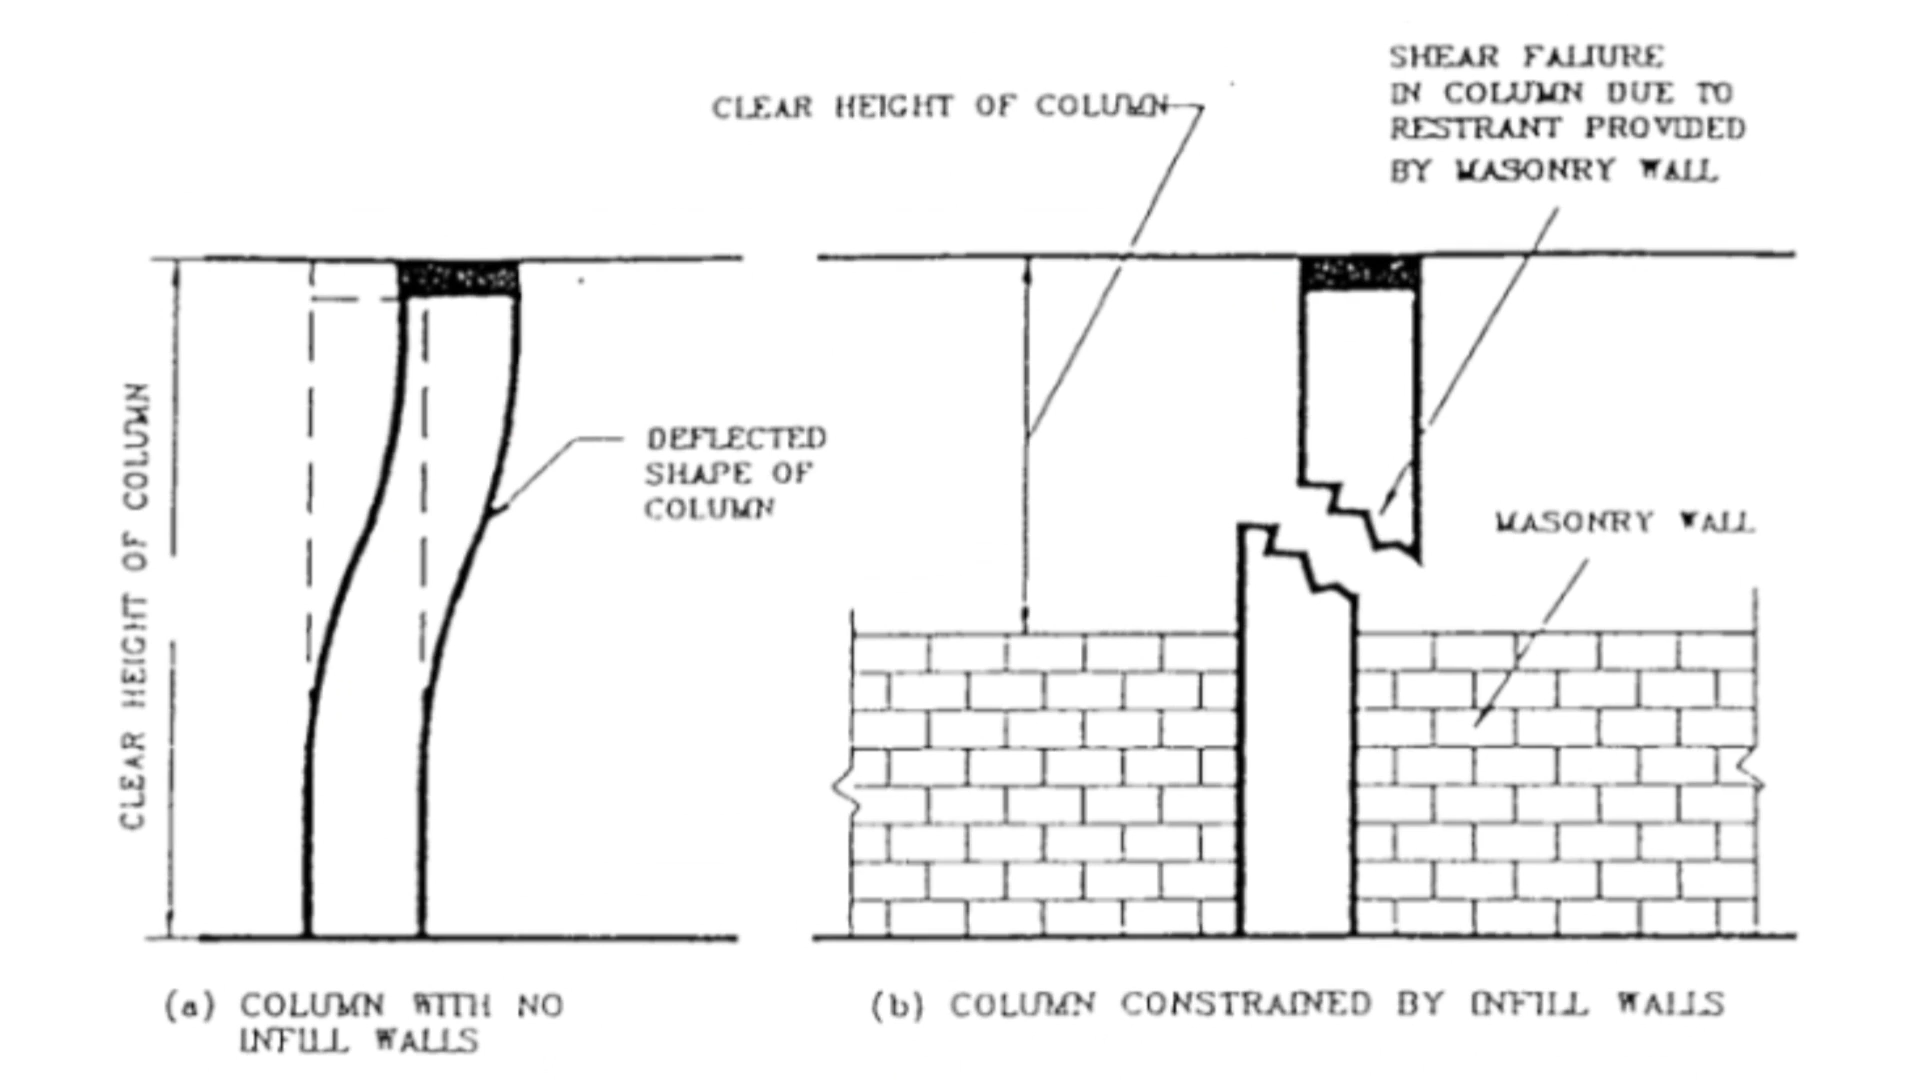 SHEAR FALIURE
IN COLUMN DUE TO
RESTRANT PROVIDED
BY MASONRY WALL
CLEAR HEIGHT OF COLUMN
CLEAR HEIGHT OF COLUMN
DEFLECTED
SHAPE OF
COLUMN
MASONRY WALL
(a) COLUMN WITH NO
INFILL WALLS
(b) COLUMN CONSTRAINED BY INFILL WALLS